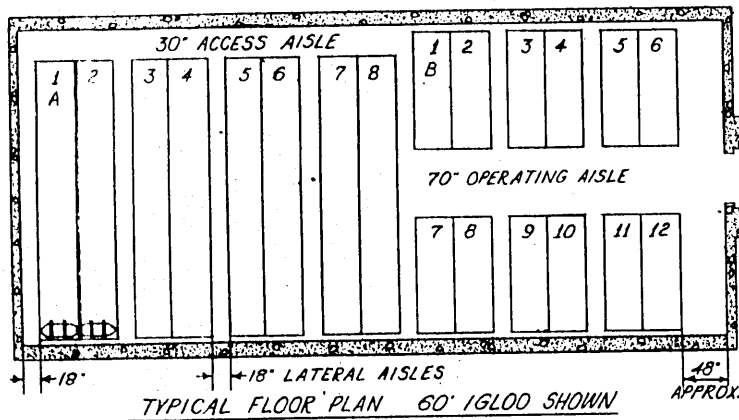 30" ACCESS AISLE
1 2 3 4 5 6 7 8
A
1 2 3 4 5 6
B
70" OPERATING AISLE
7 8 9 10 11 12
18" 18" LATERAL AISLES 48"
APPROX.
TYPICAL FLOOR PLAN 60' IGLOO SHOWN